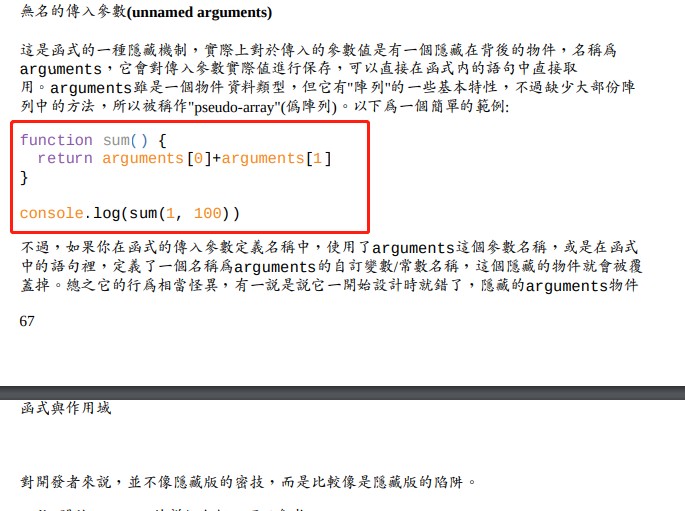 無名的傳入參數(unnamed arguments)
這是函式的一種隱藏機制，實際上對於傳入的參數值是有一個隱藏在背後的物件，名稱為
arguments，它會對傳入參數實際值進行保存，可以直接在函式內的語句中直接取
用。arguments雖是一個物件資料類型，但它有"陣列"的一些基本特性，不過缺少大部份陣
列中的方法，所以被稱作"pseudo-array"(偽陣列)。以下為一個簡單的範例:
function sum() {
  return arguments[0]+arguments[1]
}
console.log(sum(1, 100))
不過，如果你在函式的傳入參數定義名稱中，使用了arguments這個參數名稱，或是在函式
中的語句裡，定義了一個名稱為arguments的自訂變數/常數名稱，這個隱藏的物件就會被覆
蓋掉。總之它的行為相當怪異，有一說是說它一開始設計時就錯了，隱藏的arguments物件
67
函式與作用域
對開發者來說，並不像隱藏版的密技，而是比較像是隱藏版的陷阱。